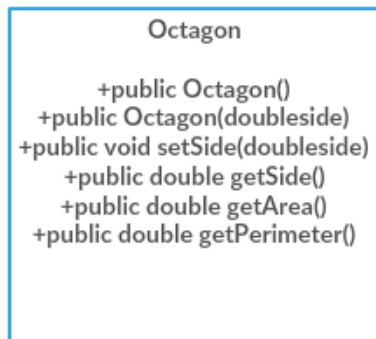 Octagon
+public Octagon()
+public Octagon(doubleside)
+public void setSide(doubleside)
+public double getSide()
+public double getArea()
+public double getPerimeter()